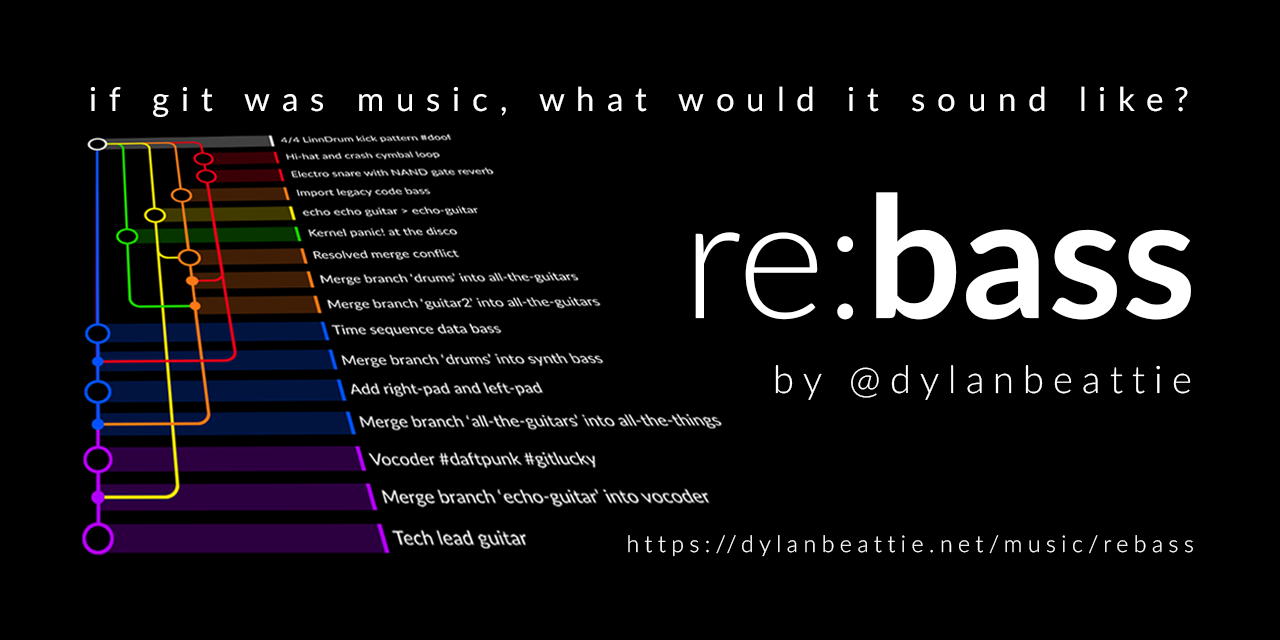 if git was music, what would it sound like?
4/4 LinnDrum kick pattern #doof
Hi-hat and crash cymbal loop
Electro snare with NAND gate reverb
Import legacy code bass
echo echo guitar > echo-guitar
Kernel panic! at the disco
Resolved merge conflict
Merge branch 'drums' into all-the-guitars
Merge branch 'guitar2' into all-the-guitars
Time sequence data bass
Merge branch 'drums' into synth bass
Add right-pad and left-pad
Merge branch 'all-the-guitars' into all-the-things
Vocoder #daftpunk #gitlucky
Merge branch 'echo-guitar' into vocoder
Tech lead guitar
re:bass
by @dylanbeattie
https://dylanbeattie.net/music/rebass